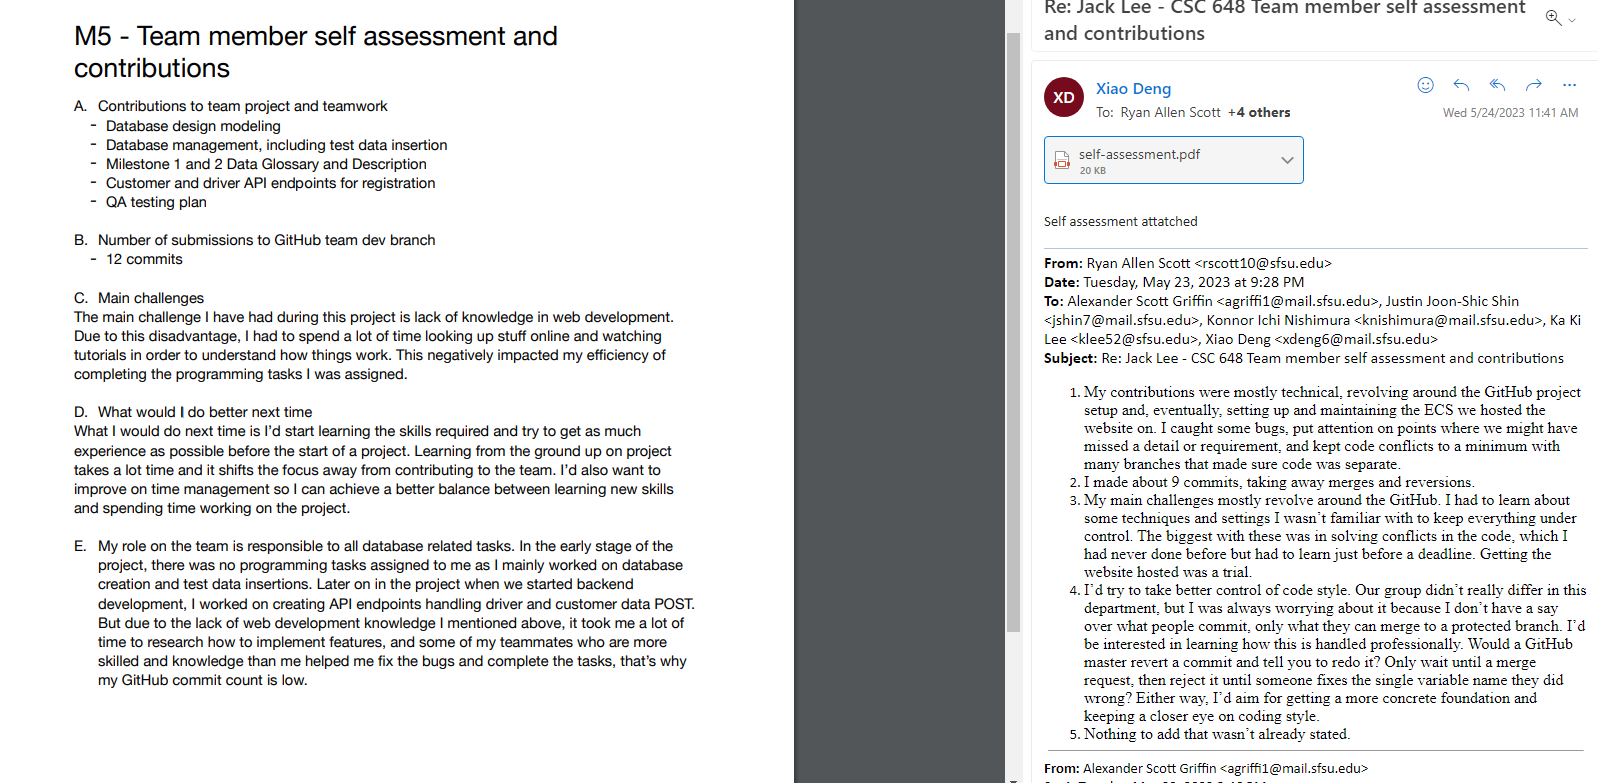 M5 - Team member self assessment and
contributions
A. Contributions to team project and teamwork
- Database design modeling
- Database management, including test data insertion
- Milestone 1 and 2 Data Glossary and Description
- Customer and driver API endpoints for registration
- QA testing plan
B. Number of submissions to GitHub team dev branch
- 12 commits
C. Main challenges
The main challenge I have had during this project is lack of knowledge in web development.
Due to this disadvantage, I had to spend a lot of time looking up stuff online and watching
tutorials in order to understand how things work. This negatively impacted my efficiency of
completing the programming tasks I was assigned.
D. What would I do better next time
What I would do next time is I'd start learning the skills required and try to get as much
experience as possible before the start of a project. Learning from the ground up on project
takes a lot time and it shifts the focus away from contributing to the team. I'd also want to
improve on time management so I can achieve a better balance between learning new skills
and spending time working on the project.
E. My role on the team is responsible to all database related tasks. In the early stage of the
project, there was no programming tasks assigned to me as I mainly worked on database
creation and test data insertions. Later on in the project when we started backend
development, I worked on creating API endpoints handling driver and customer data POST.
But due to the lack of web development knowledge I mentioned above, it took me a lot of
time to research how to implement features, and some of my teammates who are more
skilled and knowledge than me helped me fix the bugs and complete the tasks, that's why
my GitHub commit count is low.
Re: Jack Lee - CSC 648 Team member self assessment
and contributions
XD
Xiao Deng
To: Ryan Allen Scott +4 others
Wed 5/24/2023 11:41 AM
self-assessment.pdf
20 KB
Self assessment attatched
From: Ryan Allen Scott <rscott10@sfsu.edu>
Date: Tuesday, May 23, 2023 at 9:28 PM
To: Alexander Scott Griffin <agriffi1@mail.sfsu.edu>, Justin Joon-Shic Shin
<jshin7@mail.sfsu.edu>, Konnor Ichi Nishimura <knishimura@mail.sfsu.edu>, Ka Ki
Lee <klee52@sfsu.edu>, Xiao Deng <xdeng6@mail.sfsu.edu>
Subject: Re: Jack Lee - CSC 648 Team member self assessment and contributions
1. My contributions were mostly technical, revolving around the GitHub project
setup and, eventually, setting up and maintaining the ECS we hosted the
website on. I caught some bugs, put attention on points where we might have
missed a detail or requirement, and kept code conflicts to a minimum with
many branches that made sure code was separate.
2. I made about 9 commits, taking away merges and reversions.
3. My main challenges mostly revolve around the GitHub. I had to learn about
some techniques and settings I wasn't familiar with to keep everything under
control. The biggest with these was in solving conflicts in the code, which I
had never done before but had to learn just before a deadline. Getting the
website hosted was a trial.
4. I'd try to take better control of code style. Our group didn't really differ in this
department, but I was always worrying about it because I don't have a say
over what people commit, only what they can merge to a protected branch. I'd
be interested in learning how this is handled professionally. Would a GitHub
master revert a commit and tell you to redo it? Only wait until a merge
request, then reject it until someone fixes the single variable name they did
wrong? Either way, I'd aim for getting a more concrete foundation and
keeping a closer eye on coding style.
5. Nothing to add that wasn't already stated.
From: Alexander Scott Griffin <agriffi1@mail.sfsu.edu>